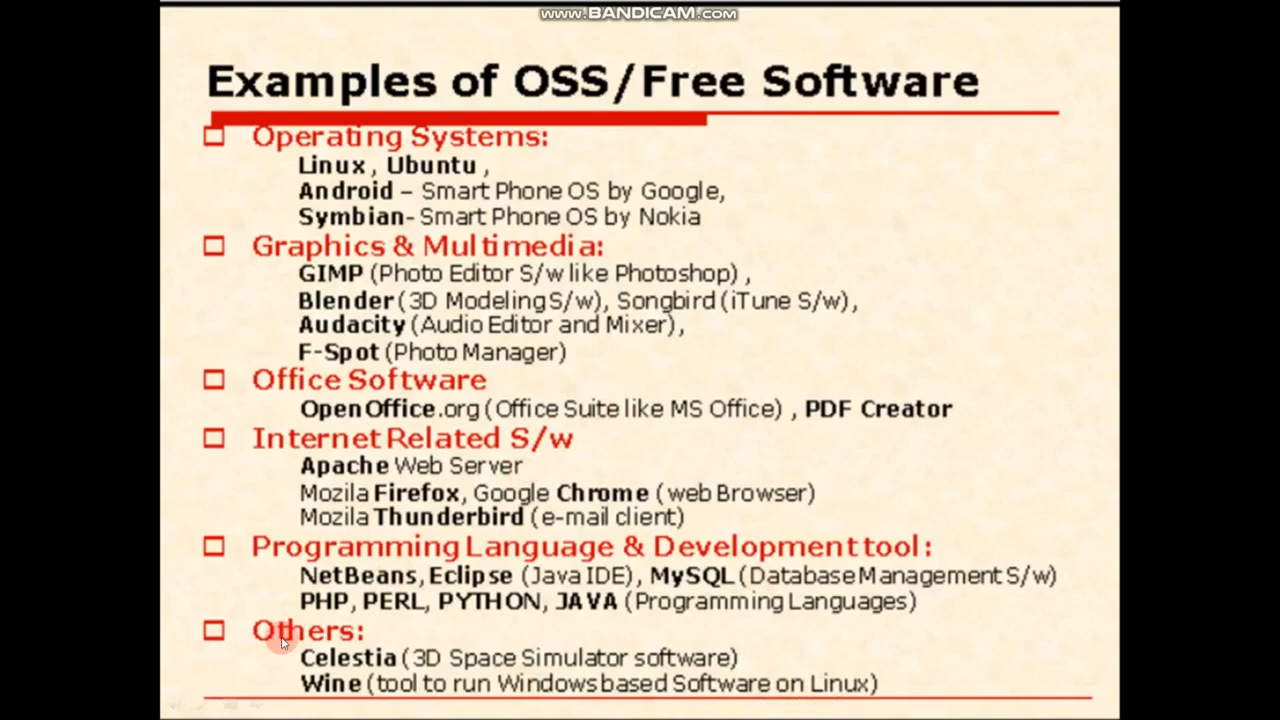 www.BANDICAM.com
Examples of OSS/Free Software
Operating Systems:
Linux , Ubuntu ,
Android – Smart Phone OS by Google,
Symbian- Smart Phone OS by Nokia
Graphics & Multimedia:
GIMP (Photo Editor S/w like Photoshop) ,
Blender (3D Modeling S/w), Songbird (iTune S/w),
Audacity (Audio Editor and Mixer),
F-Spot (Photo Manager)
Office Software
OpenOffice.org (Office Suite like MS Office) , PDF Creator
Internet Related S/w
Apache Web Server
Mozila Firefox, Google Chrome (web Browser)
Mozila Thunderbird (e-mail client)
Programming Language & Development tool:
NetBeans, Eclipse (Java IDE), MySQL (Database Management S/w)
PHP, PERL, PYTHON, JAVA (Programming Languages)
Others:
Celestia (3D Space Simulator software)
Wine (tool to run Windows based Software on Linux)